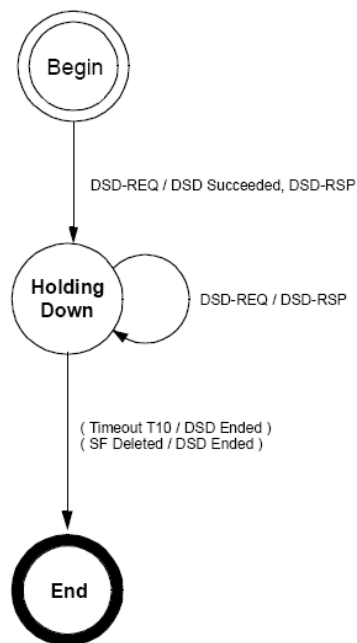 Begin
DSD-REQ / DSD Succeeded, DSD-RSP
Holding
Down
DSD-REQ / DSD-RSP
( Timeout T10 / DSD Ended )
( SF Deleted / DSD Ended )
End